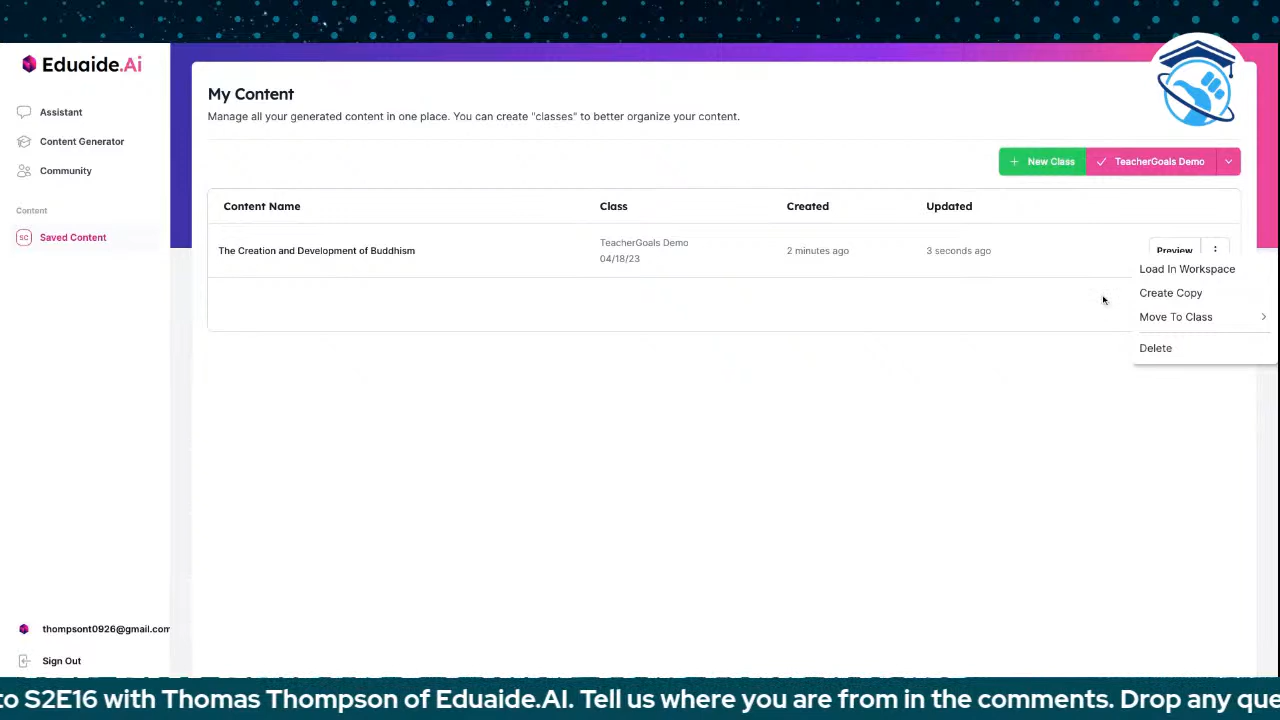 Eduaide.Ai
Assistant
Content Generator
Community
Content
SC Saved Content
thompsont0926@gmail.com
Sign Out
My Content
Manage all your generated content in one place. You can create "classes" to better organize your content.
+ New Class ✓ TeacherGoals Demo
Content Name Class Created Updated
The Creation and Development of Buddhism TeacherGoals Demo 2 minutes ago 3 seconds ago Preview
04/18/23
Load In Workspace
Create Copy
Move To Class
Delete
to S2E16 with Thomas Thompson of Eduaide.AI. Tell us where you are from in the comments. Drop any que